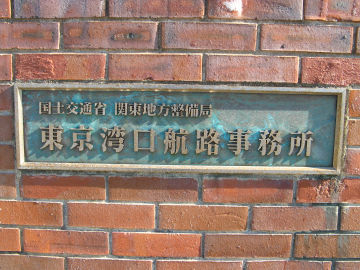 国土交通省 関東地方整備局
東京湾口航路事務所